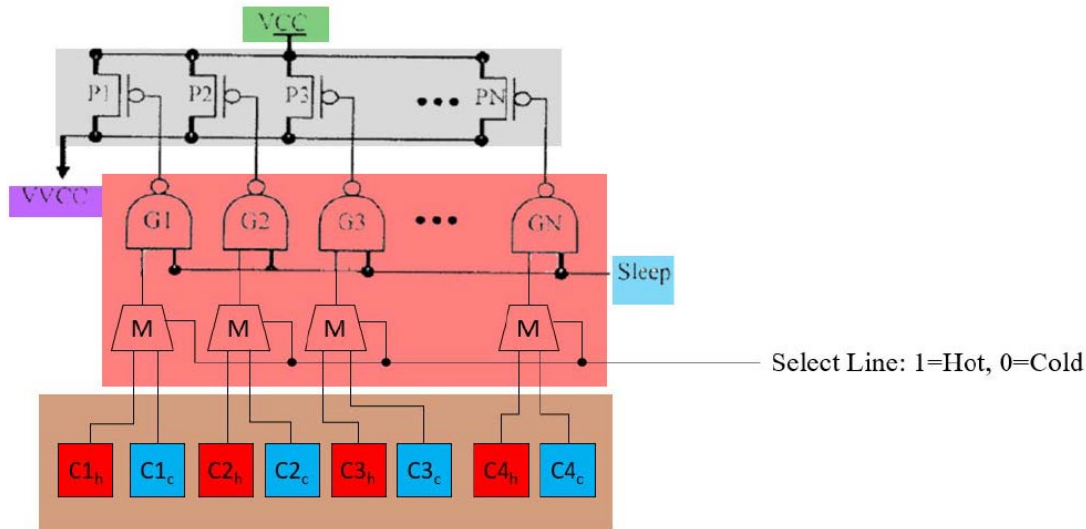 VCC
P1 P2 P3 ••• PN
VVCC
G1 G2 G3 ••• GN
Sleep
M M M M
Select Line: 1=Hot, 0=Cold
C1h C1c C2h C2c C3h C3c C4h C4c